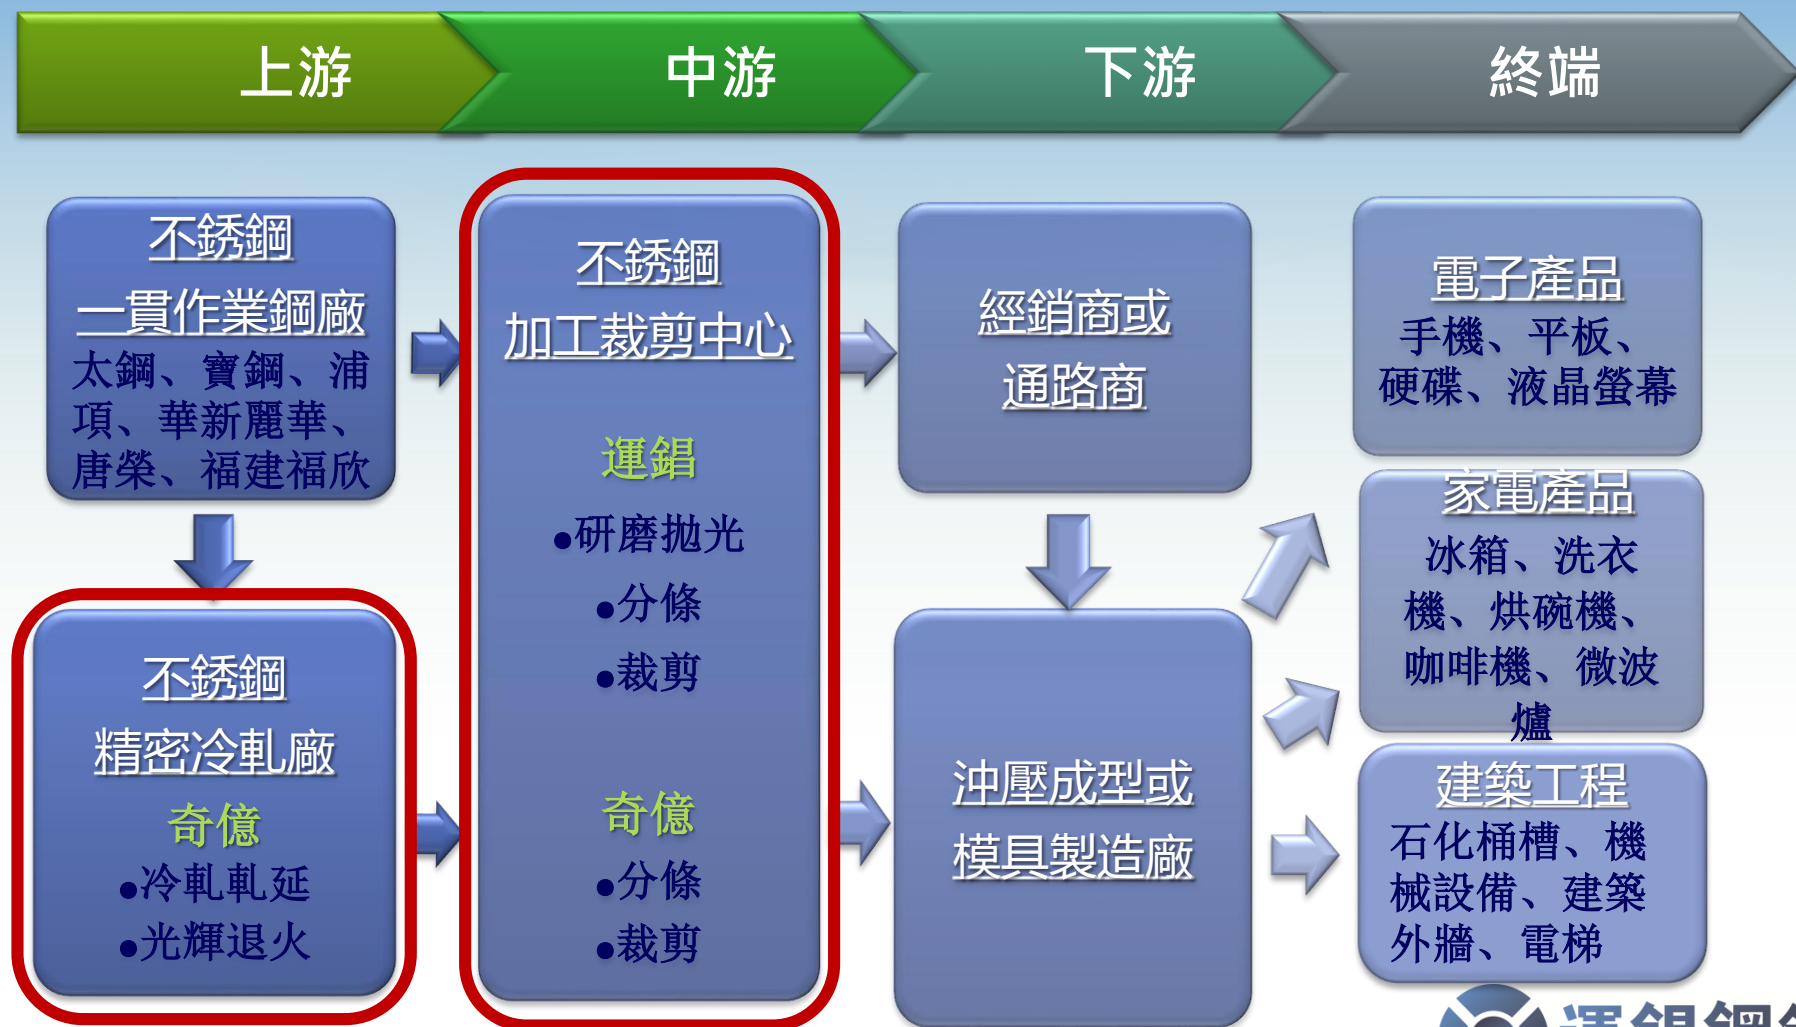 上游
中游
下游
終端
不銹鋼
一貫作業鋼廠
太鋼、寶鋼、浦
項、華新麗華、
唐榮、福建福欣
不銹鋼
精密冷軋廠
奇億
●冷軋軋延
●光輝退火
不銹鋼
加工裁剪中心
運錩
●研磨拋光
●分條
●裁剪
奇億
●分條
●裁剪
經銷商或
通路商
沖壓成型或
模具製造廠
電子產品
手機、平板、
硬碟、液晶螢幕
家電產品
冰箱、洗衣
機、烘碗機、
咖啡機、微波
爐
建築工程
石化桶槽、機
械設備、建築
外牆、電梯
運錩鋼鐵